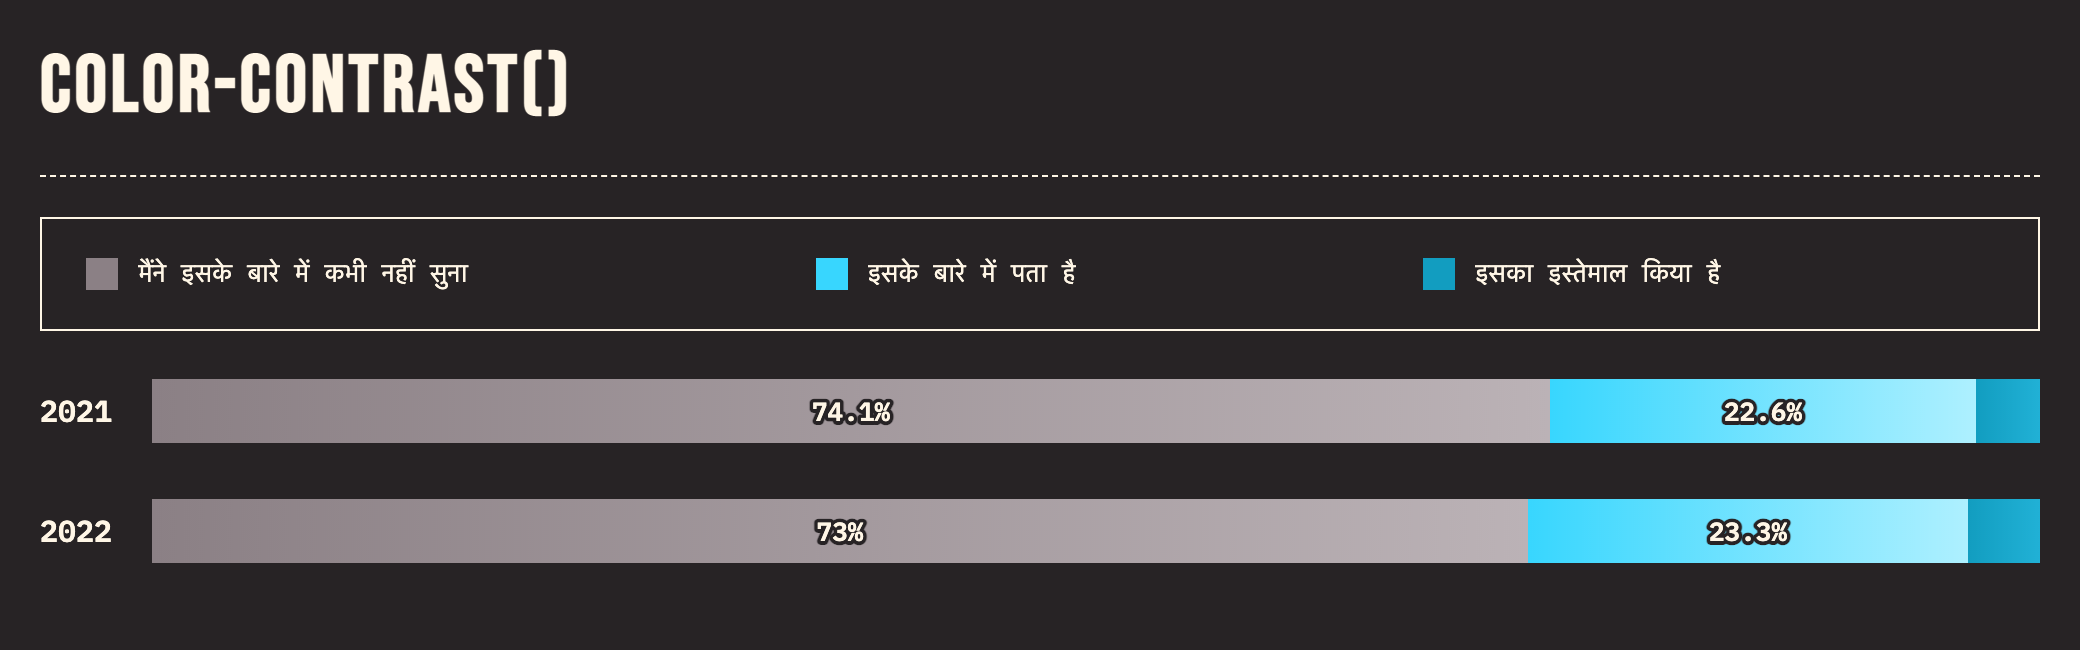 COLOR-CONTRAST()
मैंने इसके बारे में कभी नहीं सुना
इसके बारे में पता है
इसका इस्तेमाल किया है
2021 74.1% 22.6%
2022 73% 23.3%